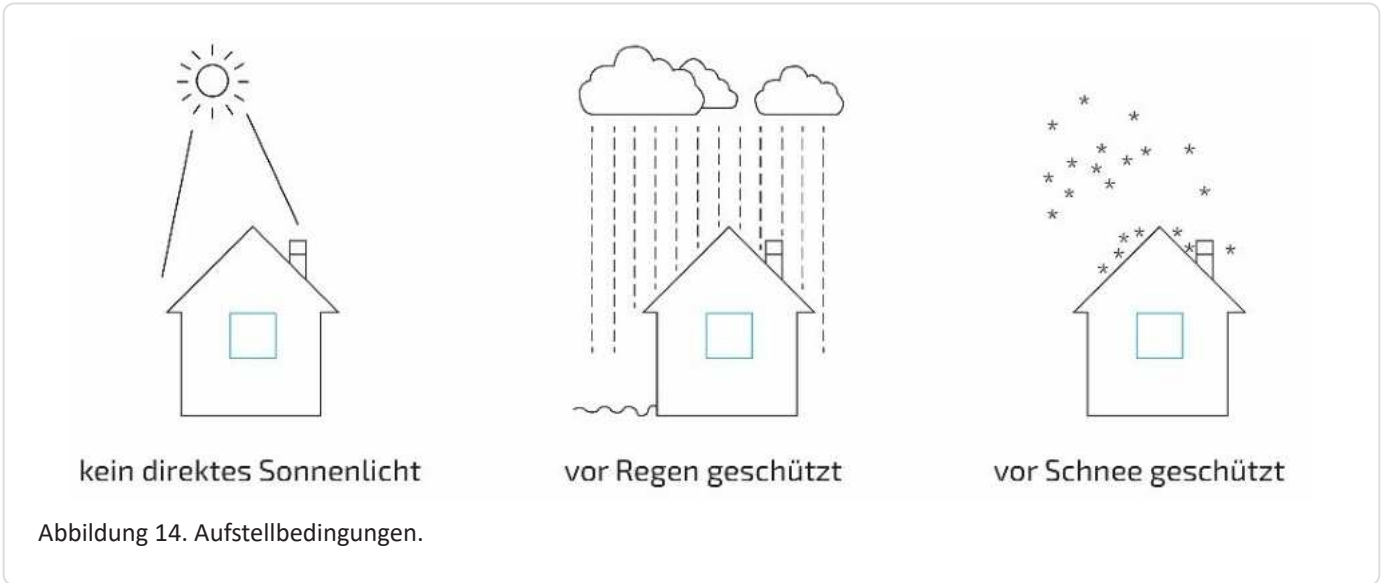 kein direktes Sonnenlicht
vor Regen geschützt
vor Schnee geschützt
Abbildung 14. Aufstellbedingungen.